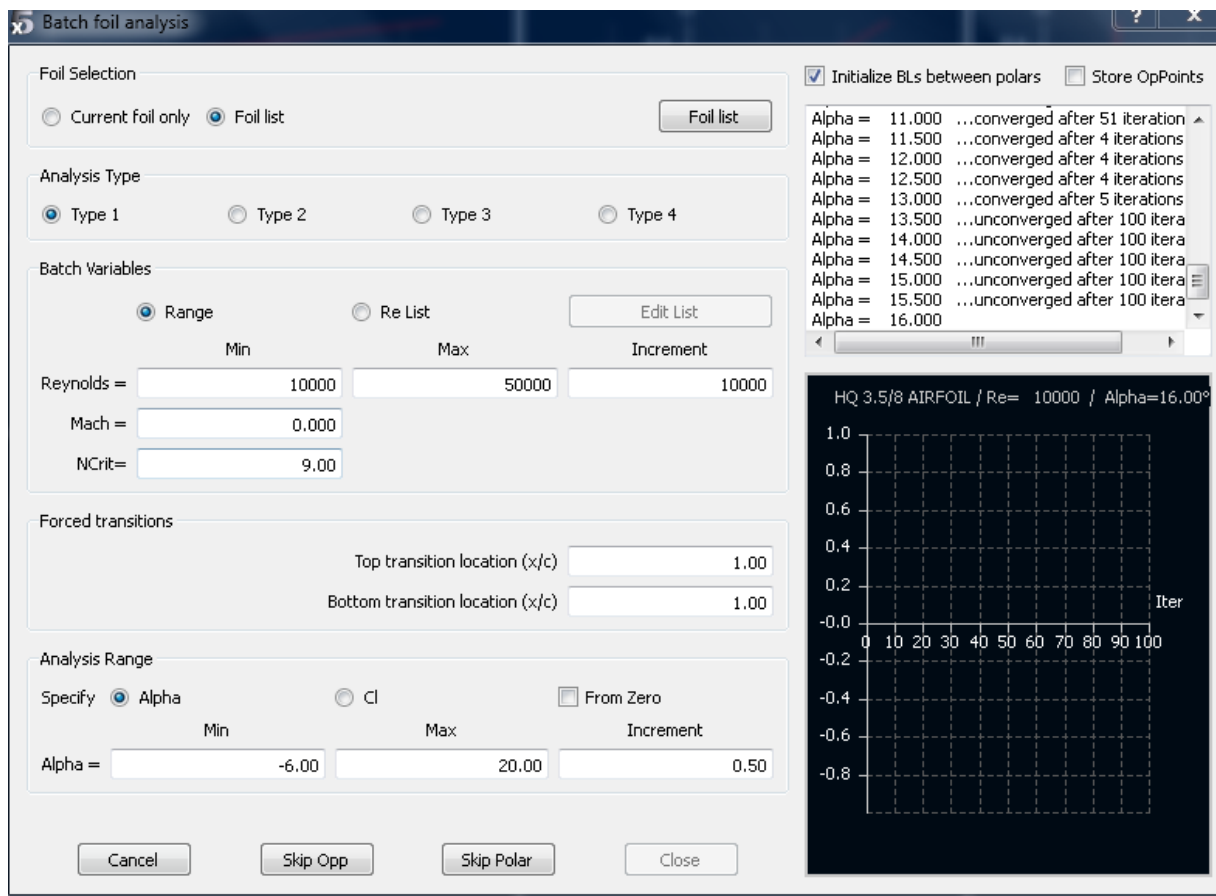 Batch foil analysis
Foil Selection
Current foil only
Foil list
Foil list
Analysis Type
Type 1
Type 2
Type 3
Type 4
Batch Variables
Range
Re List
Edit List
Min
Max
Increment
Reynolds =
10000
50000
10000
Mach =
0.000
NCrit=
9.00
Forced transitions
Top transition location (x/c)
1.00
Bottom transition location (x/c)
1.00
Analysis Range
Specify
Alpha
Cl
From Zero
Min
Max
Increment
Alpha =
-6.00
20.00
0.50
Cancel
Skip Opp
Skip Polar
Close
Initialize BLs between polars
Store OpPoints
Alpha = 11.000 ...converged after 51 iteration
Alpha = 11.500 ...converged after 4 iterations
Alpha = 12.000 ...converged after 4 iterations
Alpha = 12.500 ...converged after 4 iterations
Alpha = 13.000 ...converged after 5 iterations
Alpha = 13.500 ...unconverged after 100 itera
Alpha = 14.000 ...unconverged after 100 itera
Alpha = 14.500 ...unconverged after 100 itera
Alpha = 15.000 ...unconverged after 100 itera
Alpha = 15.500 ...unconverged after 100 itera
Alpha = 16.000
HQ 3.5/8 AIRFOIL / Re= 10000 / Alpha=16.00°
1.0
0.8
0.6
0.4
0.2
-0.0
Iter
0 10 20 30 40 50 60 70 80 90 100
-0.2
-0.4
-0.6
-0.8